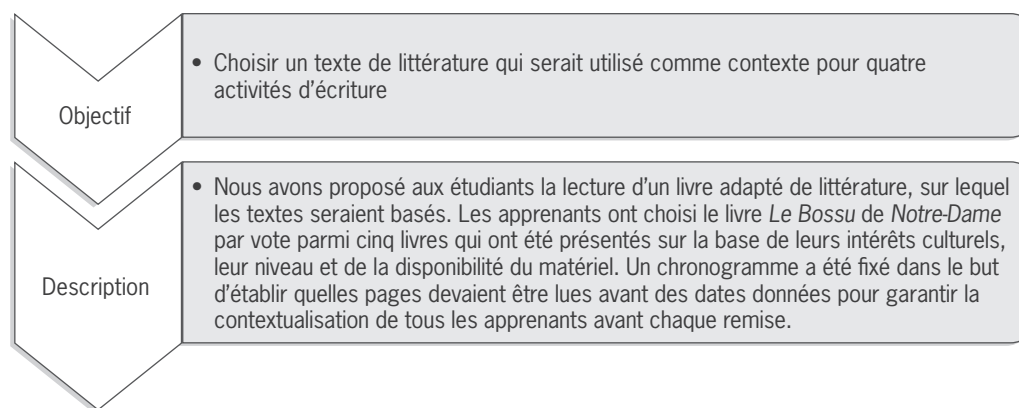 Objectif
• Choisir un texte de littérature qui serait utilisé comme contexte pour quatre
activités d'écriture
Description
• Nous avons proposé aux étudiants la lecture d'un livre adapté de littérature, sur lequel
les textes seraient basés. Les apprenants ont choisi le livre Le Bossu de Notre-Dame
par vote parmi cinq livres qui ont été présentés sur la base de leurs intérêts culturels,
leur niveau et de la disponibilité du matériel. Un chronogramme a été fixé dans le but
d'établir quelles pages devaient être lues avant des dates données pour garantir la
contextualisation de tous les apprenants avant chaque remise.